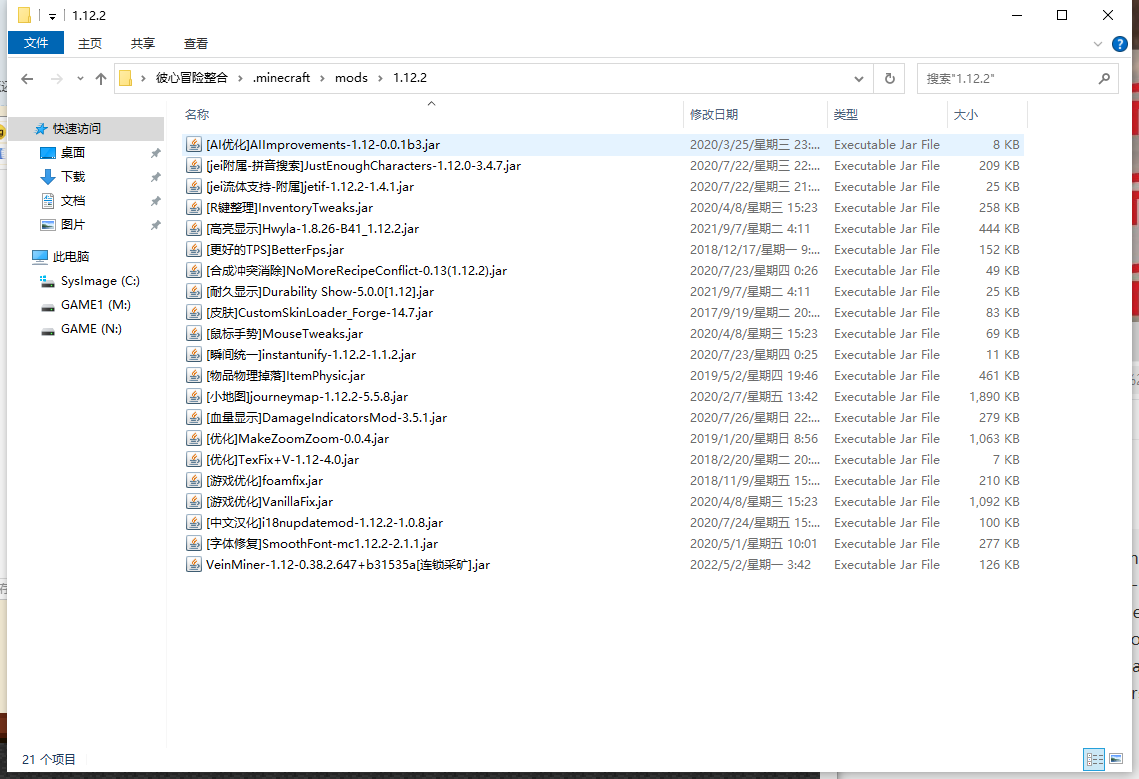 1.12.2
文件 主页 共享 查看
彼心冒险整合 .minecraft mods 1.12.2
搜索"1.12.2"
名称 修改日期 类型 大小
快速访问
桌面
下载
文档
图片
此电脑
SysImage (C:)
GAME1 (M:)
GAME (N:)
[AI优化]AIImprovements-1.12-0.0.1b3.jar 2020/3/25/星期三 23:... Executable Jar File 8 KB
[jei附属-拼音搜索]JustEnoughCharacters-1.12.0-3.4.7.jar 2020/7/22/星期三 22:... Executable Jar File 209 KB
[jei流体支持-附属]jetif-1.12.2-1.4.1.jar 2020/7/22/星期三 21:... Executable Jar File 25 KB
[R键整理]InventoryTweaks.jar 2020/4/8/星期三 15:23 Executable Jar File 258 KB
[高亮显示]Hwyla-1.8.26-B41_1.12.2.jar 2021/9/7/星期二 4:11 Executable Jar File 444 KB
[更好的TPS]BetterFps.jar 2018/12/17/星期一 9:... Executable Jar File 152 KB
[合成冲突消除]NoMoreRecipeConflict-0.13(1.12.2).jar 2020/7/23/星期四 0:26 Executable Jar File 49 KB
[耐久显示]Durability Show-5.0.0[1.12].jar 2021/9/7/星期二 4:11 Executable Jar File 25 KB
[皮肤]CustomSkinLoader_Forge-14.7.jar 2017/9/19/星期二 20:... Executable Jar File 83 KB
[鼠标手势]MouseTweaks.jar 2020/4/8/星期三 15:23 Executable Jar File 69 KB
[瞬间统一]instantunify-1.12.2-1.1.2.jar 2020/7/23/星期四 0:25 Executable Jar File 11 KB
[物品物理掉落]ItemPhysic.jar 2019/5/2/星期四 19:46 Executable Jar File 461 KB
[小地图]journeymap-1.12.2-5.5.8.jar 2020/2/7/星期五 13:42 Executable Jar File 1,890 KB
[血量显示]DamageIndicatorsMod-3.5.1.jar 2020/7/26/星期日 22:... Executable Jar File 279 KB
[优化]MakeZoomZoom-0.0.4.jar 2019/1/20/星期日 8:56 Executable Jar File 1,063 KB
[优化]TexFix+V-1.12-4.0.jar 2018/2/20/星期二 20:... Executable Jar File 7 KB
[游戏优化]foamfix.jar 2018/11/9/星期五 15:... Executable Jar File 210 KB
[游戏优化]VanillaFix.jar 2020/4/8/星期三 15:23 Executable Jar File 1,092 KB
[中文汉化]i18nupdatemod-1.12.2-1.0.8.jar 2020/7/24/星期五 15:... Executable Jar File 100 KB
[字体修复]SmoothFont-mc1.12.2-2.1.1.jar 2020/5/1/星期五 10:01 Executable Jar File 277 KB
VeinMiner-1.12-0.38.2.647+b31535a[连锁采矿].jar 2022/5/2/星期一 3:42 Executable Jar File 126 KB
21 个项目